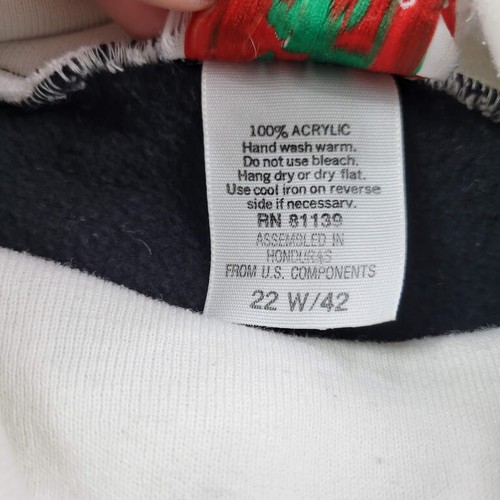 100% ACRYLIC
Hand wash warm.
Do not use bleach.
Hang dry or dry flat.
Use cool iron on reverse
side if necessary.
RN 81139
ASSEMBLED IN
HONDURAS
FROM U.S. COMPONENTS
22 W/42